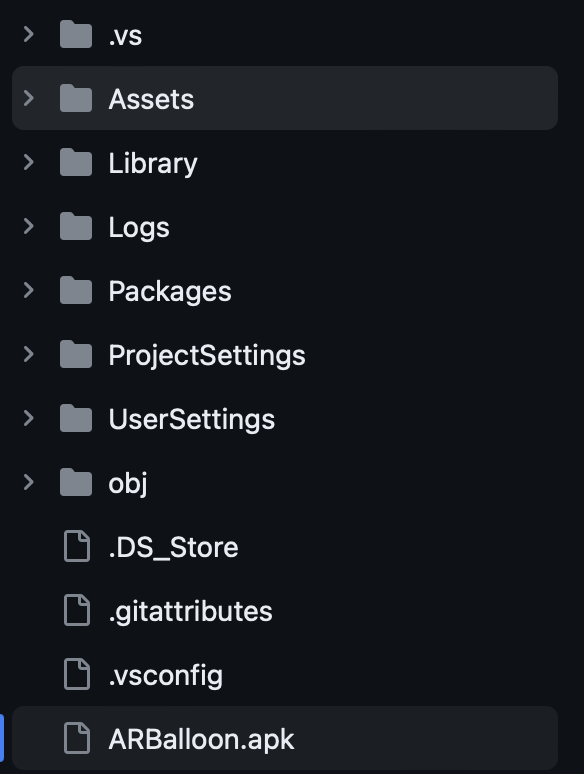 .vs
Assets
Library
Logs
Packages
ProjectSettings
UserSettings
obj
.DS_Store
.gitattributes
.vsconfig
ARBalloon.apk